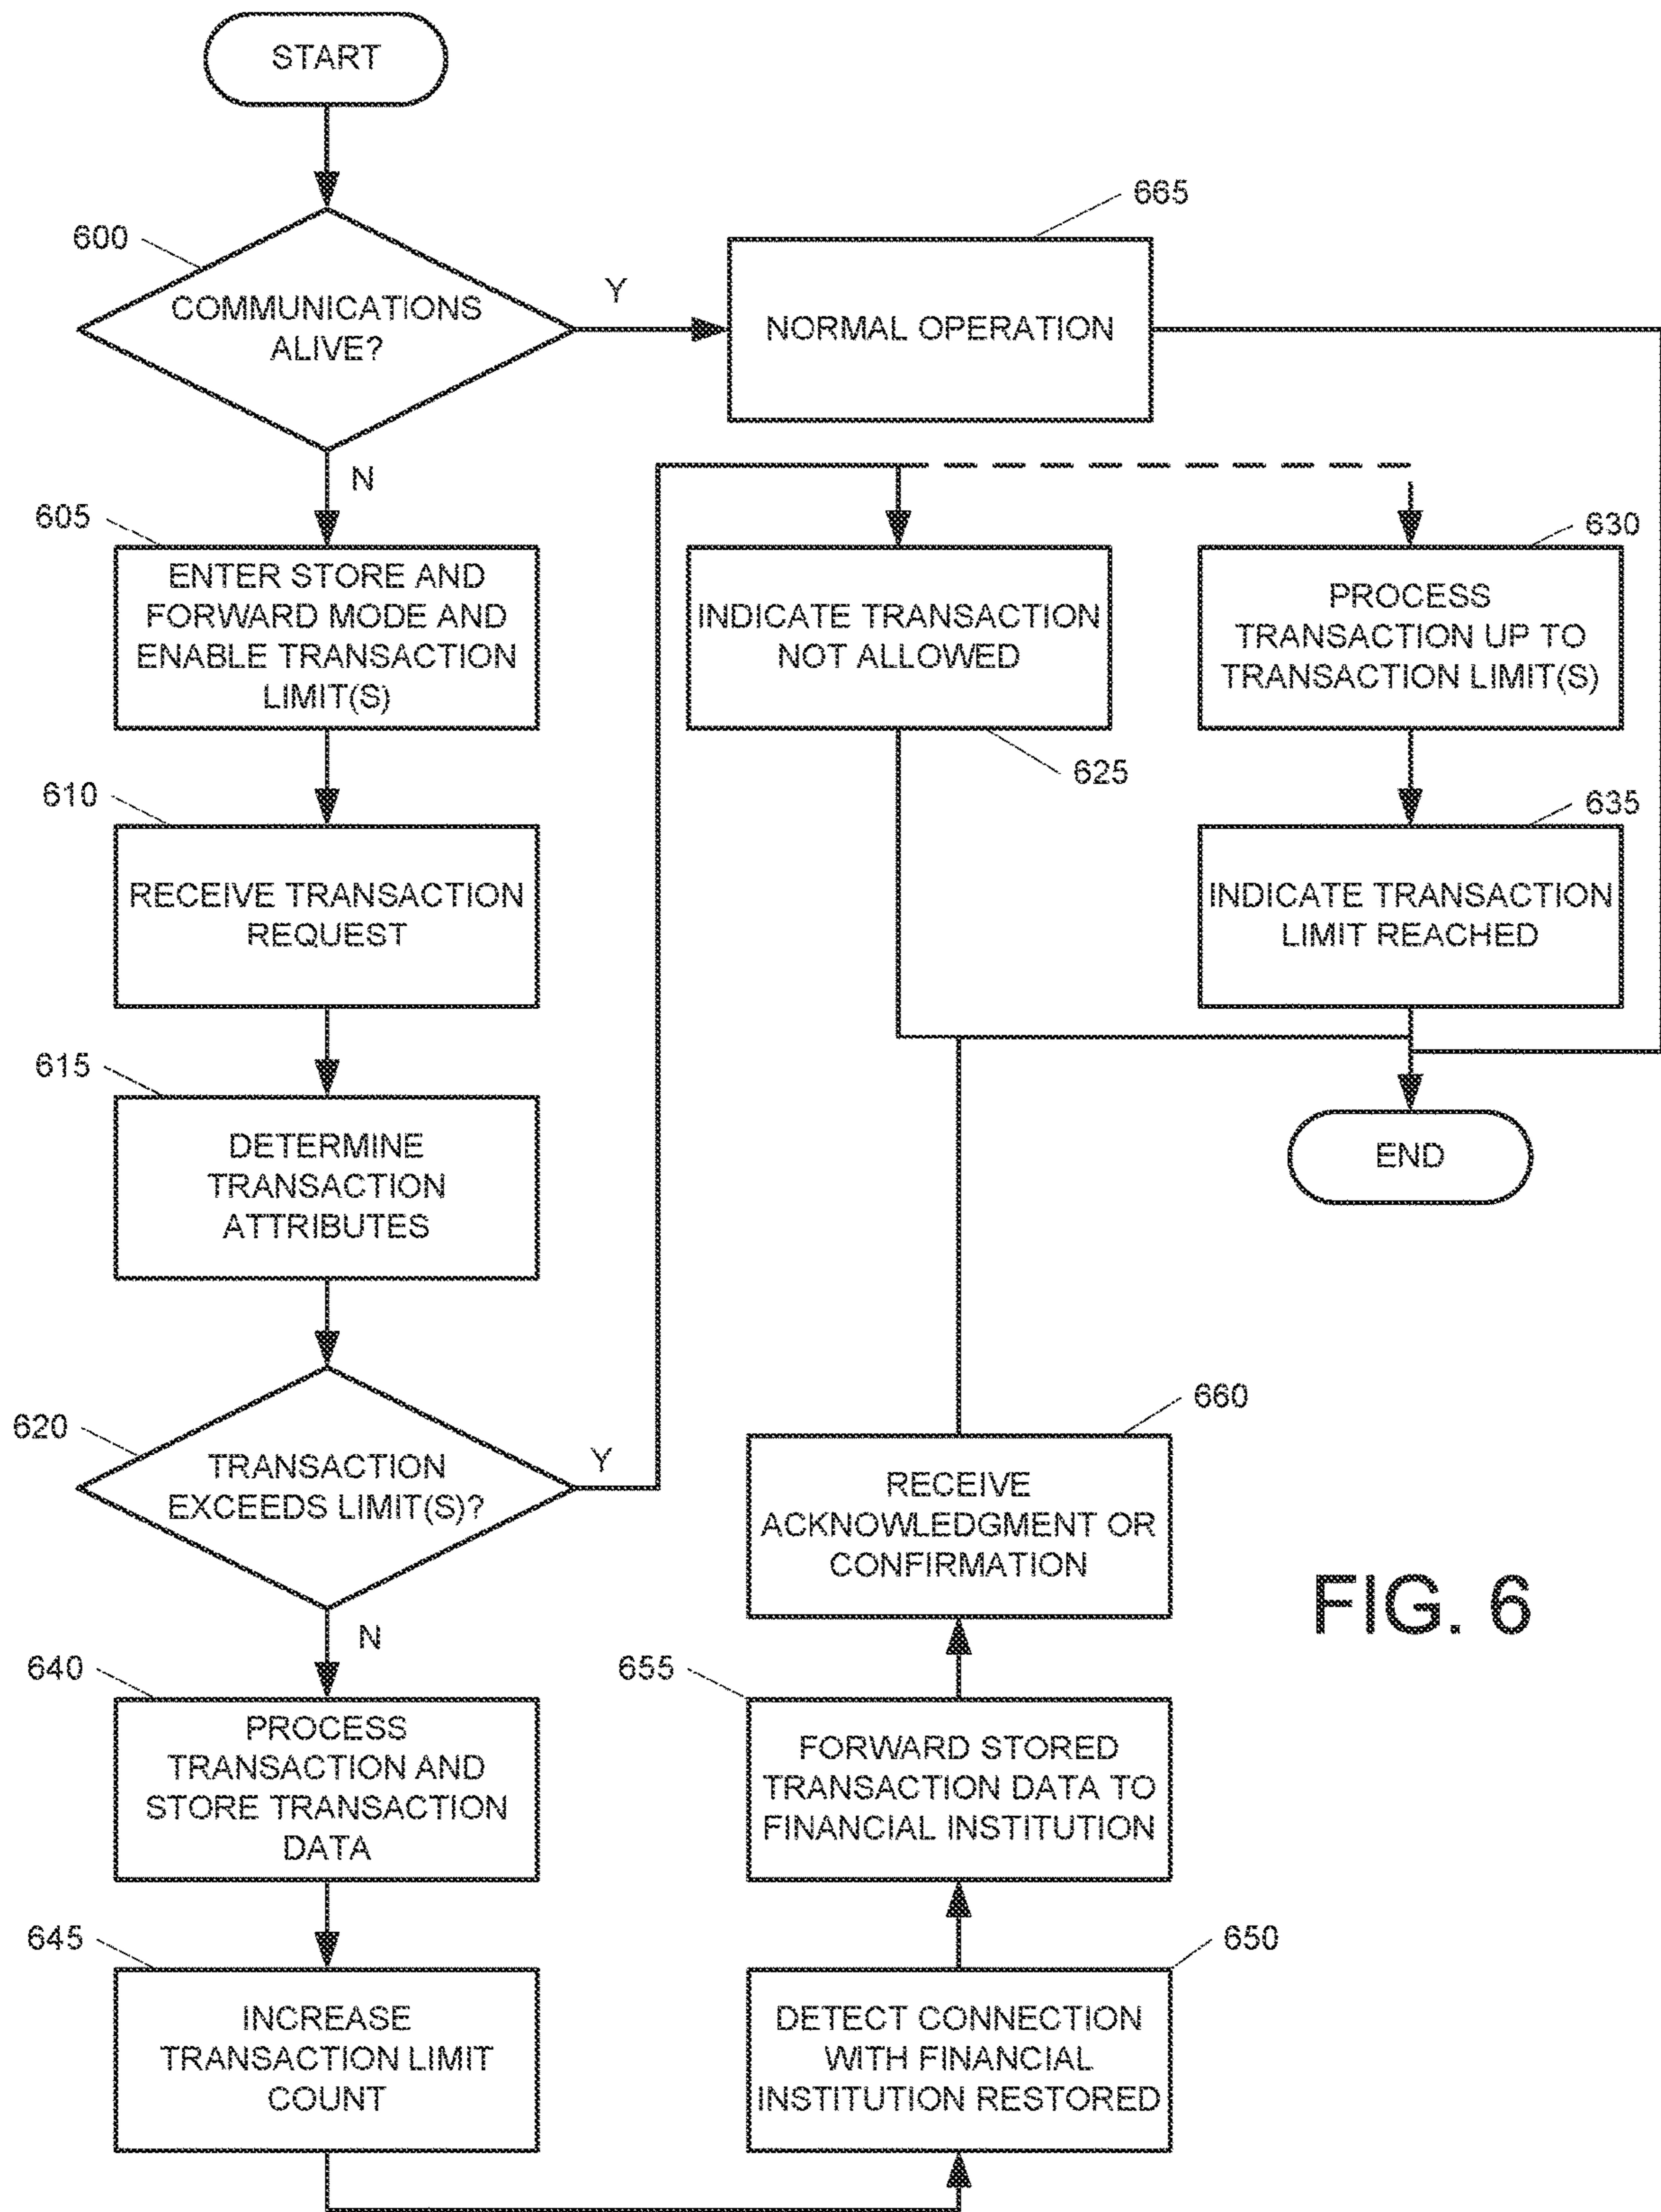 START
600
COMMUNICATIONS
ALIVE?
Y
N
665
NORMAL OPERATION
605
ENTER STORE AND
FORWARD MODE AND
ENABLE TRANSACTION
LIMIT(S)
INDICATE TRANSACTION
NOT ALLOWED
625
630
PROCESS
TRANSACTION UP TO
TRANSACTION LIMIT(S)
610
RECEIVE TRANSACTION
REQUEST
635
INDICATE TRANSACTION
LIMIT REACHED
615
DETERMINE
TRANSACTION
ATTRIBUTES
END
620
TRANSACTION
EXCEEDS LIMIT(S)?
Y
N
660
RECEIVE
ACKNOWLEDGMENT OR
CONFIRMATION
640
PROCESS
TRANSACTION AND
STORE TRANSACTION
DATA
655
FORWARD STORED
TRANSACTION DATA TO
FINANCIAL INSTITUTION
645
INCREASE
TRANSACTION LIMIT
COUNT
650
DETECT CONNECTION
WITH FINANCIAL
INSTITUTION RESTORED
FIG. 6